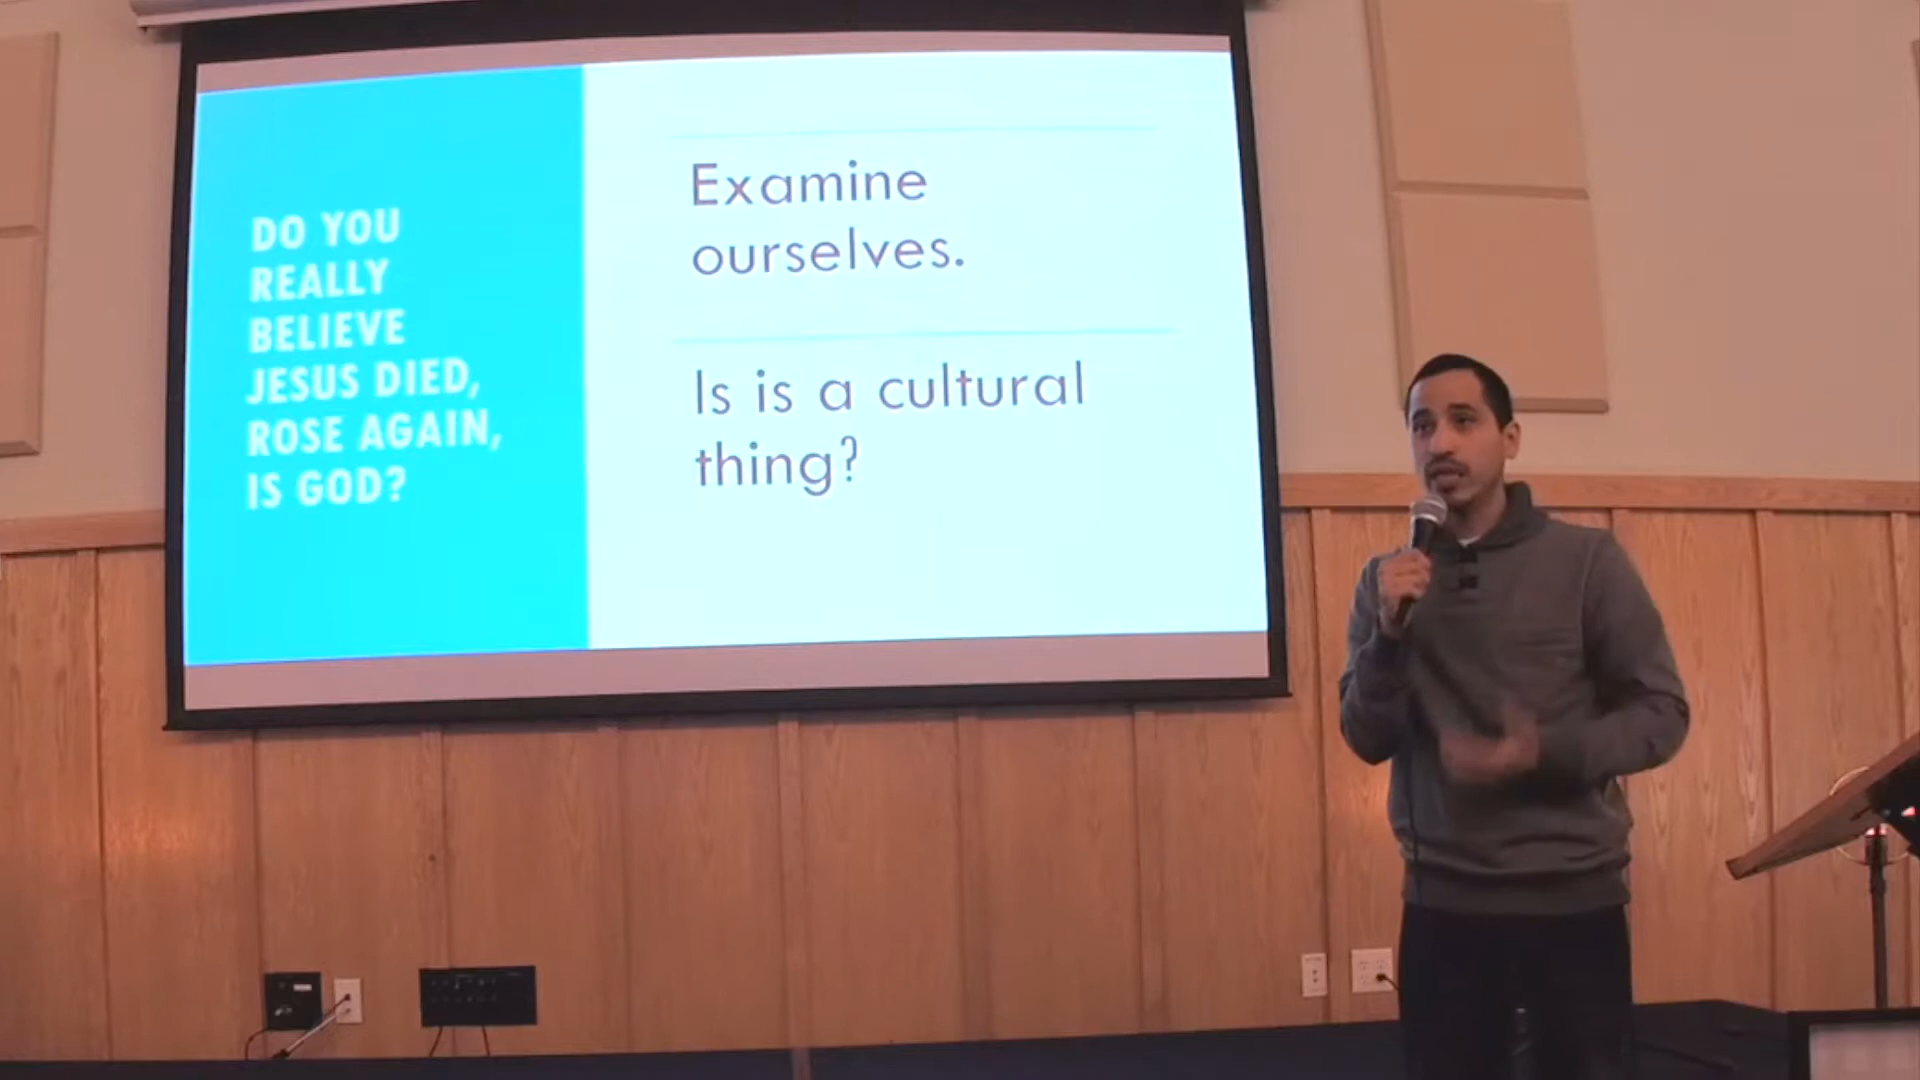 DO YOU
REALLY
BELIEVE
JESUS DIED,
ROSE AGAIN,
IS GOD?
Examine
ourselves.
Is is a cultural
thing?